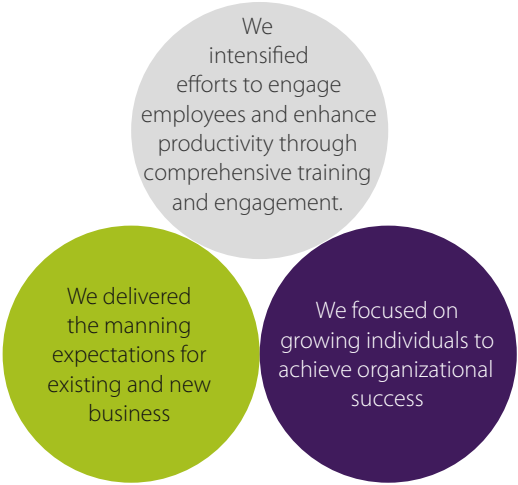 We
intensified
efforts to engage
employees and enhance
productivity through
comprehensive training
and engagement.
We delivered
the manning
expectations for
existing and new
business
We focused on
growing individuals to
achieve organizational
success